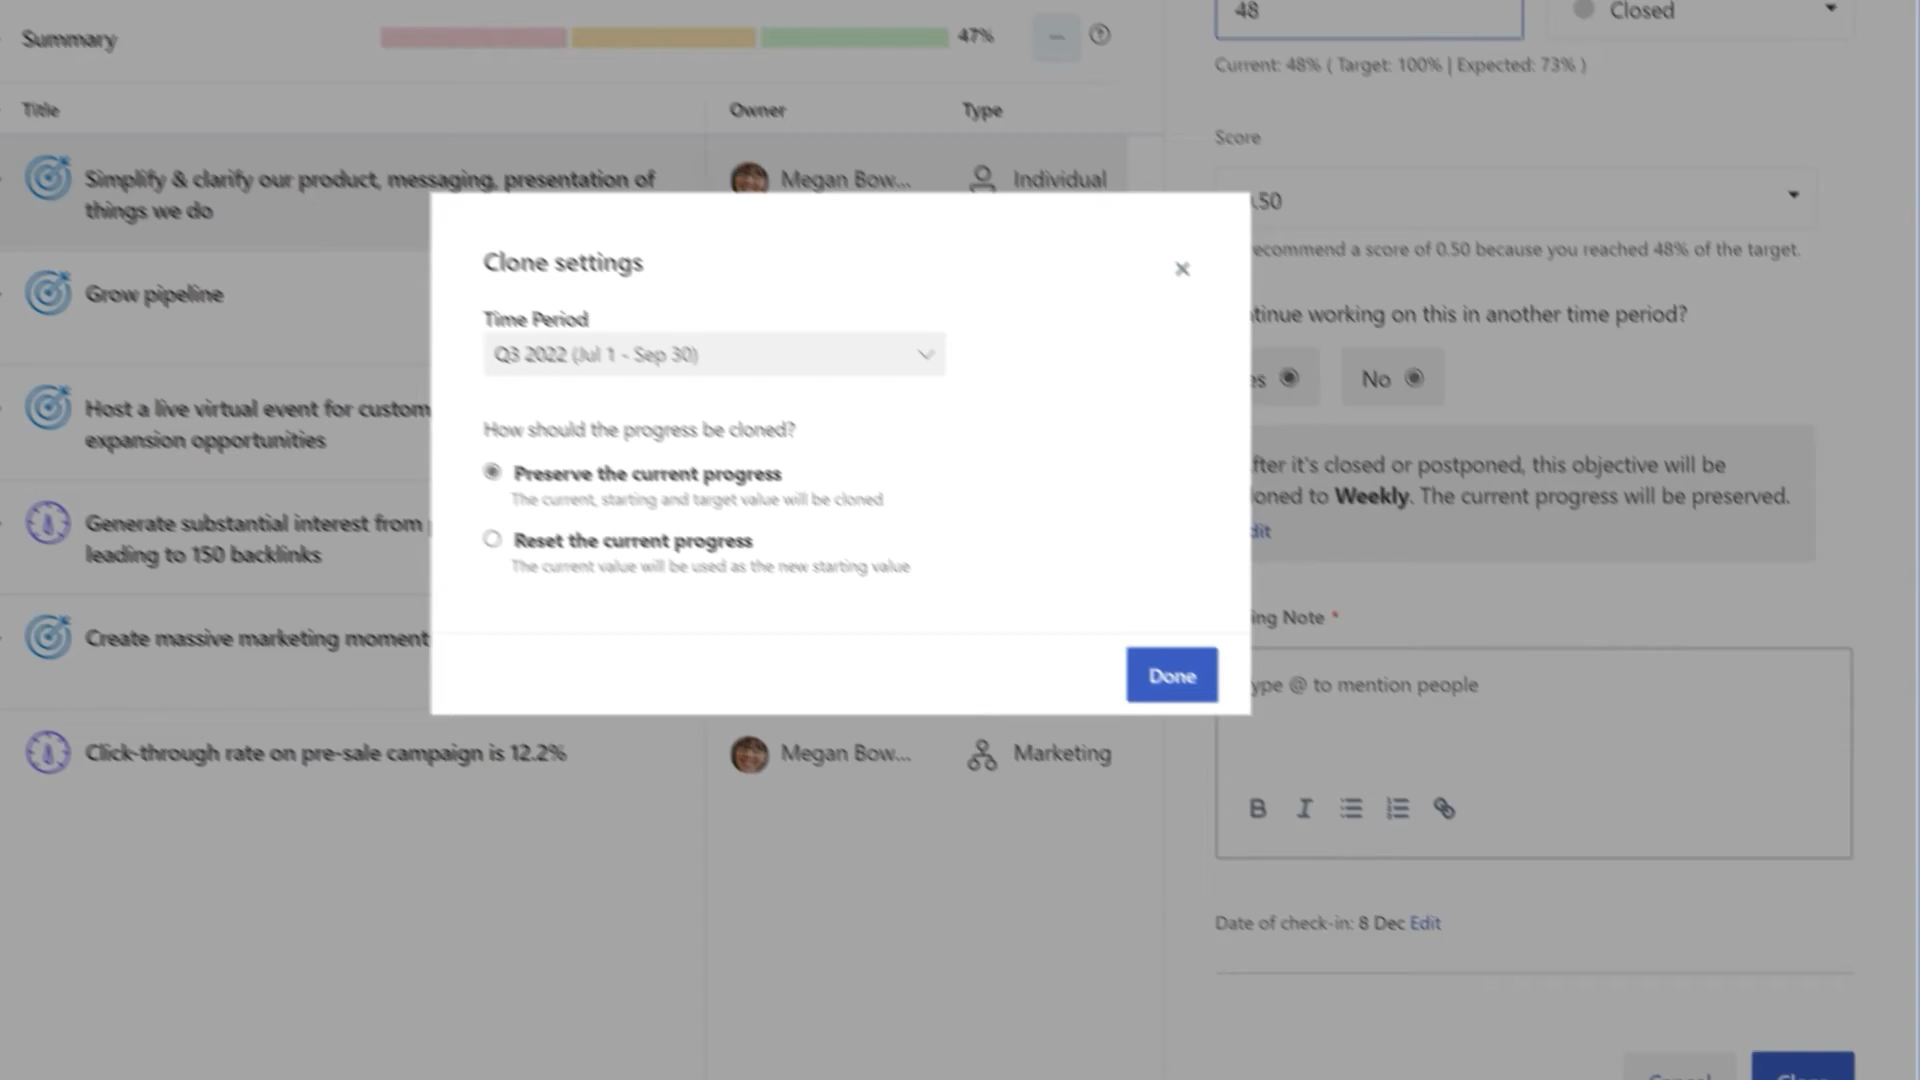 Summary
47%
Title
Owner
Type
Simplify & clarify our product, messaging, presentation of
things we do
Megan Bow...
Individual
Grow pipeline
Host a live virtual event for custom
expansion opportunities
Generate substantial interest from
leading to 150 backlinks
Create massive marketing moment
Click-through rate on pre-sale campaign is 12.2%
Megan Bow...
Marketing
Clone settings
Time Period
Q3 2022 (Jul 1 - Sep 30)
How should the progress be cloned?
Preserve the current progress
The current, starting and target value will be cloned
Reset the current progress
The current value will be used as the new starting value
Done
48
Closed
Current: 48% ( Target: 100% | Expected: 73% )
Score
.50
ecommend a score of 0.50 because you reached 48% of the target.
tinue working on this in another time period?
es
No
fter it's closed or postponed, this objective will be
oned to Weekly. The current progress will be preserved.
dit
ing Note *
ype @ to mention people
B I
Date of check-in: 8 Dec Edit